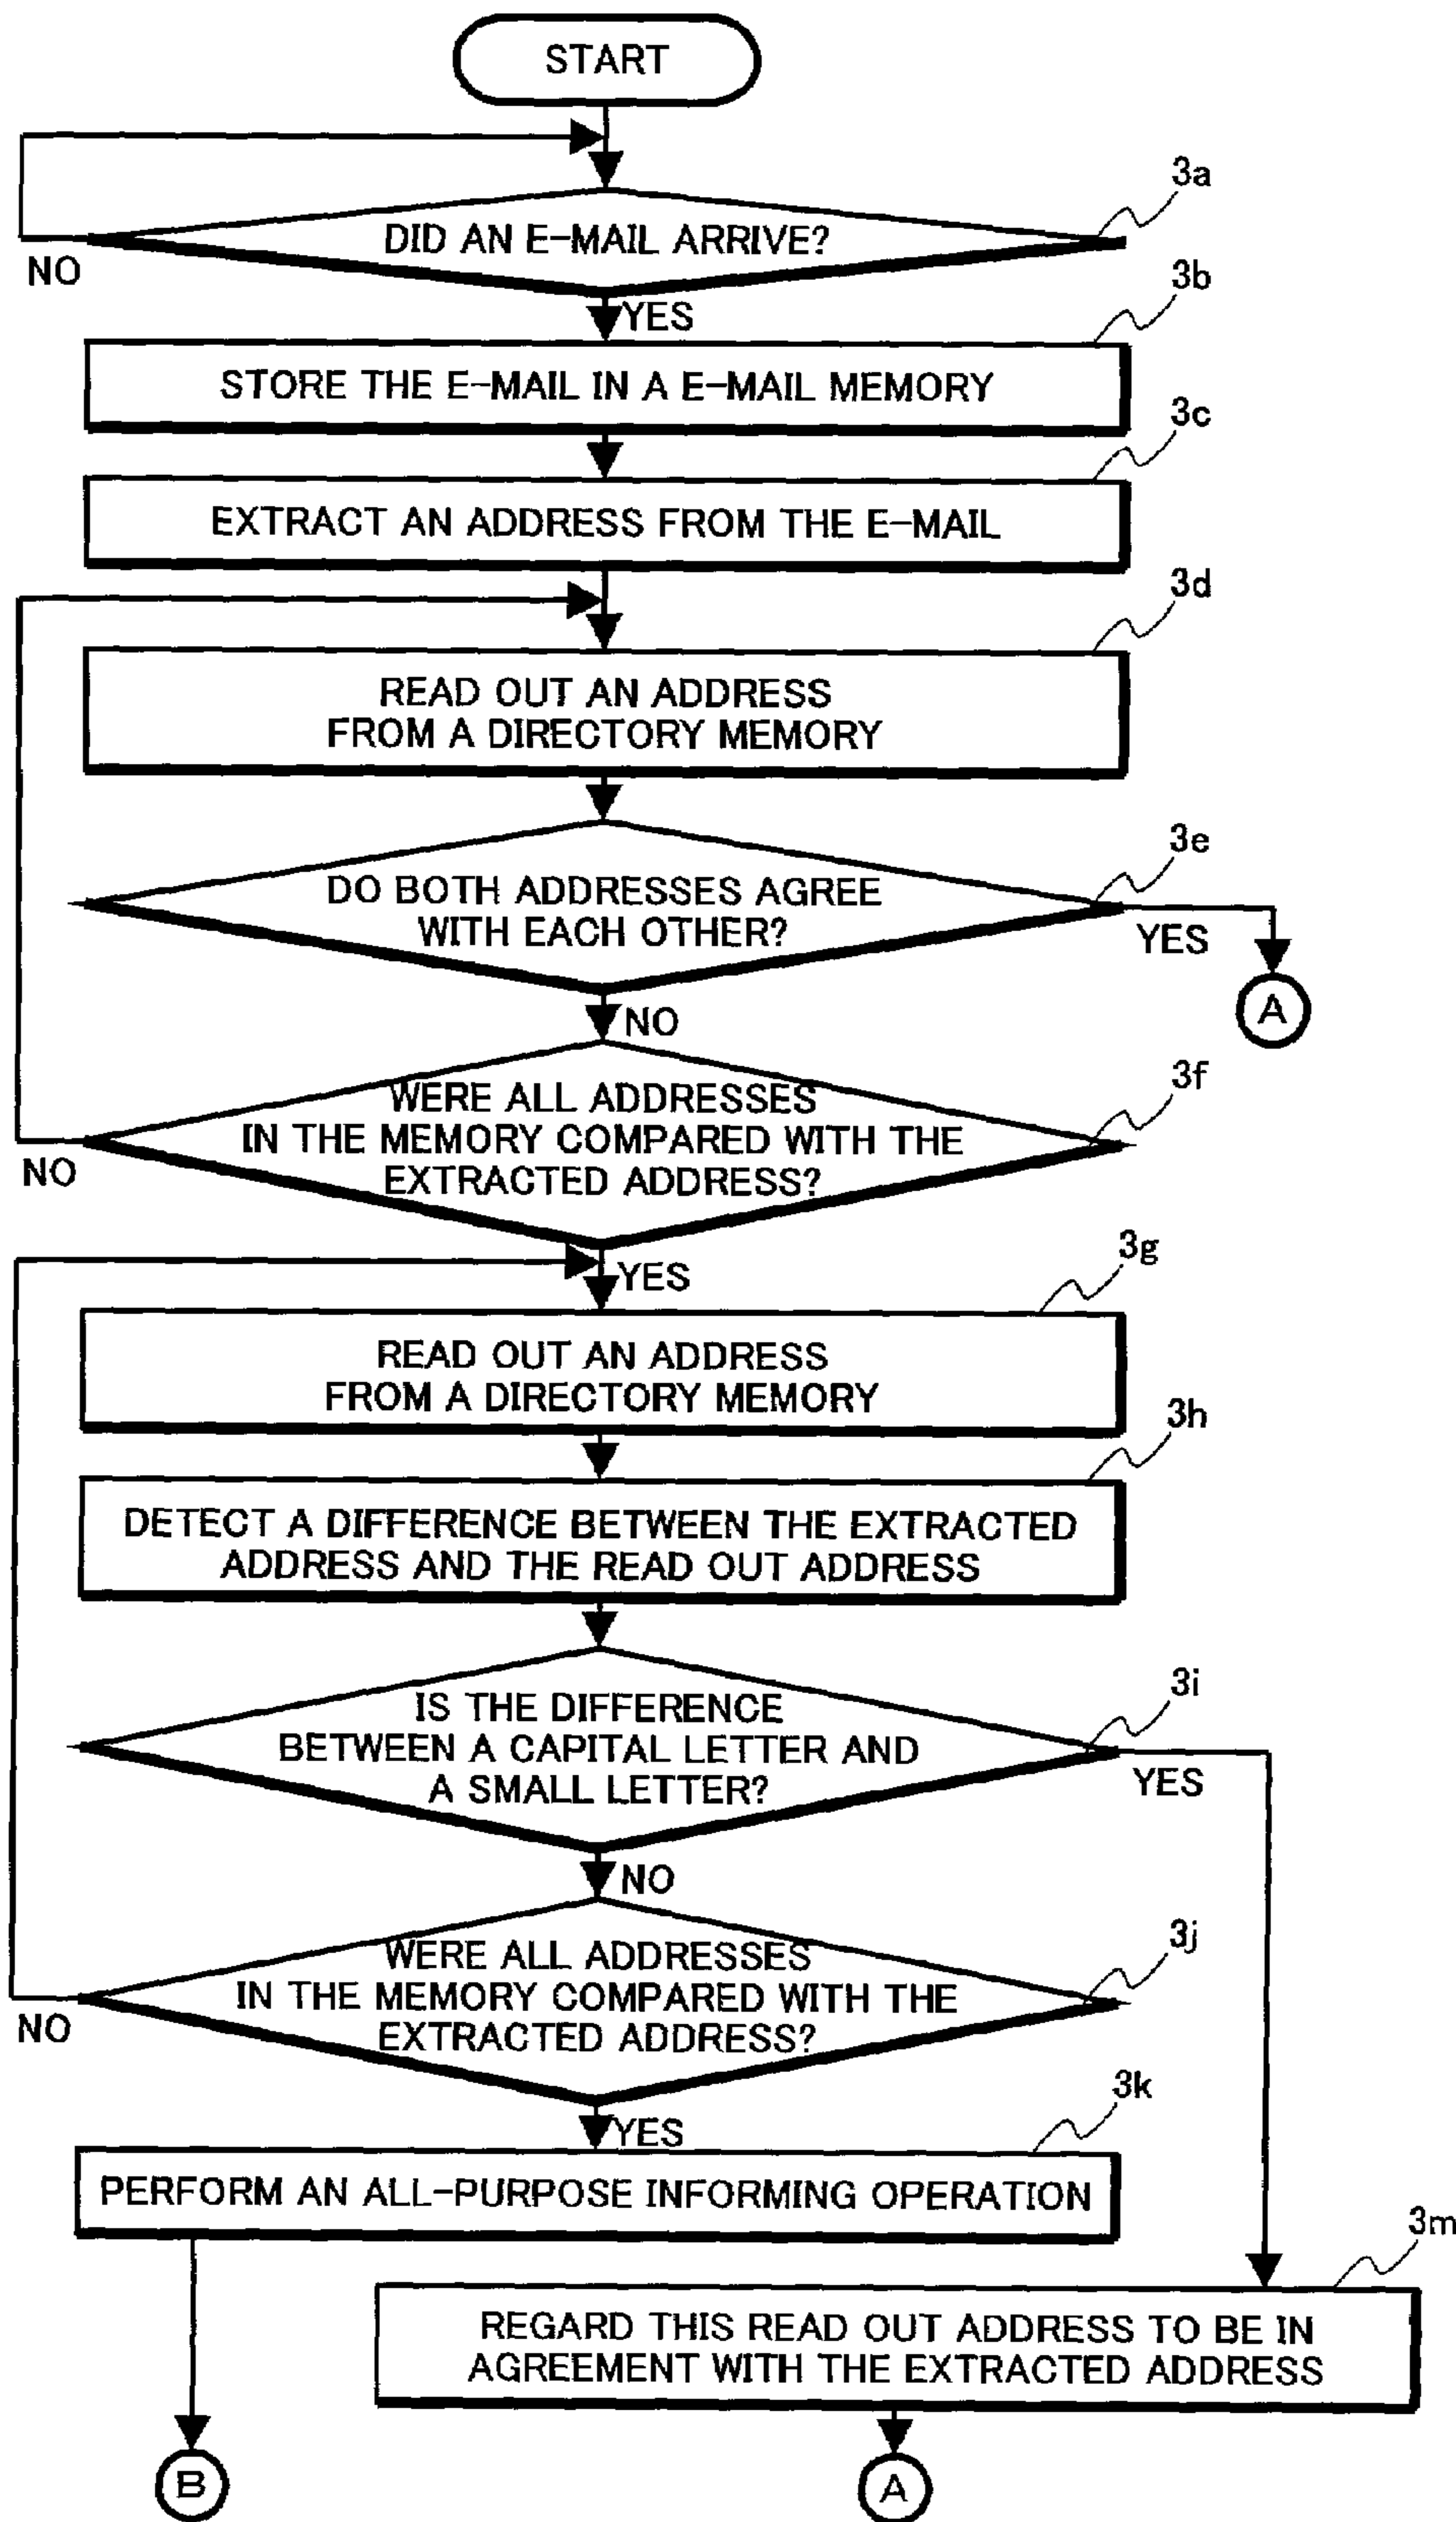 START
3a
DID AN E-MAIL ARRIVE?
NO
YES
3b
STORE THE E-MAIL IN A E-MAIL MEMORY
3c
EXTRACT AN ADDRESS FROM THE E-MAIL
3d
READ OUT AN ADDRESS
FROM A DIRECTORY MEMORY
3e
DO BOTH ADDRESSES AGREE
WITH EACH OTHER?
YES
A
NO
3f
WERE ALL ADDRESSES
IN THE MEMORY COMPARED WITH THE
EXTRACTED ADDRESS?
NO
YES
3g
READ OUT AN ADDRESS
FROM A DIRECTORY MEMORY
3h
DETECT A DIFFERENCE BETWEEN THE EXTRACTED
ADDRESS AND THE READ OUT ADDRESS
3i
IS THE DIFFERENCE
BETWEEN A CAPITAL LETTER AND
A SMALL LETTER?
YES
NO
3j
WERE ALL ADDRESSES
IN THE MEMORY COMPARED WITH THE
EXTRACTED ADDRESS?
NO
YES
3k
PERFORM AN ALL-PURPOSE INFORMING OPERATION
3m
REGARD THIS READ OUT ADDRESS TO BE IN
AGREEMENT WITH THE EXTRACTED ADDRESS
B
A